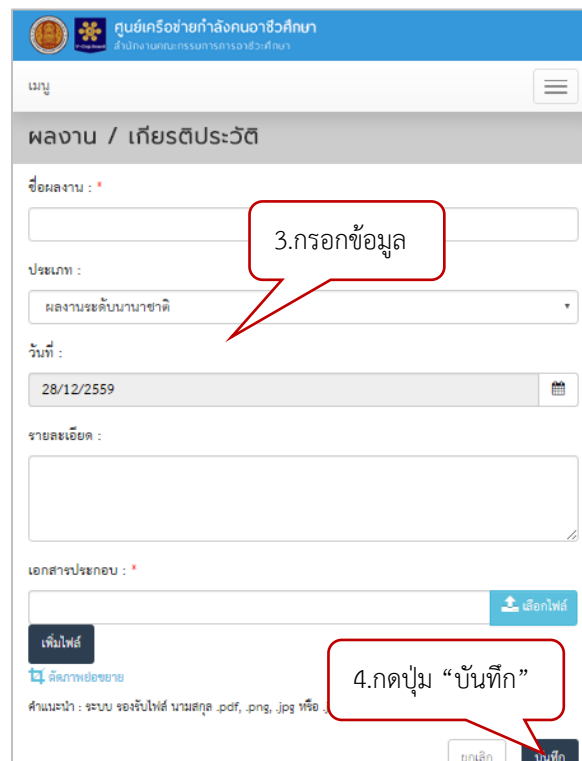 ศูนย์เครือข่ายกำลังคนอาชีวศึกษา
สำนักงานคณะกรรมการการอาชีวะศึกษา
เมนู
ผลงาน / เกียรติประวัติ
ชื่อผลงาน : *
3.กรอกข้อมูล
ประเภท :
ผลงานระดับนานาชาติ
วันที่ :
28/12/2559
รายละเอียด :
เอกสารประกอบ : *
เลือกไฟล์
เพิ่มไฟล์
ตัดภาพย่อขยาย
4.กดปุ่ม “บันทึก”
คำแนะนำ : ระบบ รองรับไฟล์ นามสกุล .pdf, .png, .jpg หรือ
ยกเลิก บันทึก